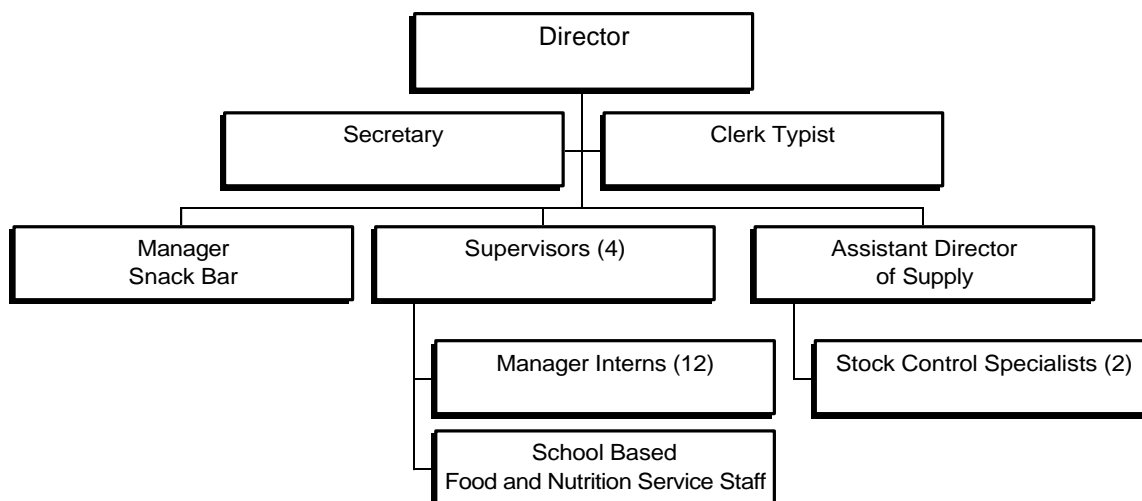 Director
Secretary
Clerk Typist
Manager
Snack Bar
Supervisors (4)
Assistant Director
of Supply
Manager Interns (12)
Stock Control Specialists (2)
School Based
Food and Nutrition Service Staff